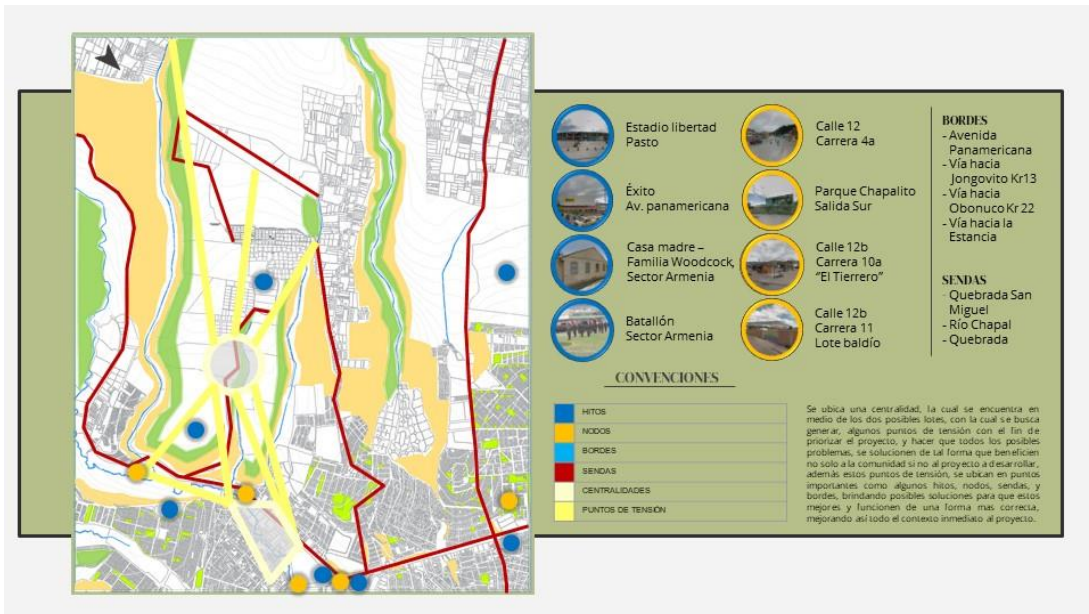 Estadio libertad
Pasto
Éxito
Av. panamericana
Casa madre –
Familia Woodcock,
Sector Armenia
Batallón
Sector Armenia
Calle 12
Carrera 4a
Parque Chapalito
Salida Sur
Calle 12b
Carrera 10a
"El Tierrero"
Calle 12b
Carrera 11
Lote baldío
BORDES
- Avenida
Panamericana
- Vía hacia
Jongovito Kr13
- Vía hacia
Obonuco Kr 22
- Vía hacia la
Estancia
SENDAS
- Quebrada San
Miguel
- Río Chapal
- Quebrada
CONVENCIONES
HITOS
NODOS
BORDES
SENDAS
CENTRALIDADES
PUNTOS DE TENSIÓN
Se ubica una centralidad, la cual se encuentra en
medio de los dos posibles lotes, con la cual se busca
generar, algunos puntos de tensión con el fin de
priorizar el proyecto, y hacer que todos los posibles
problemas, se solucionen de tal forma que beneficien
no solo a la comunidad si no al proyecto a desarrollar,
además estos puntos de tensión, se ubican en puntos
importantes como algunos hitos, nodos, sendas, y
bordes, brindando posibles soluciones para que estos
mejores y funcionen de una forma mas correcta,
mejorando así todo el contexto inmediato al proyecto.